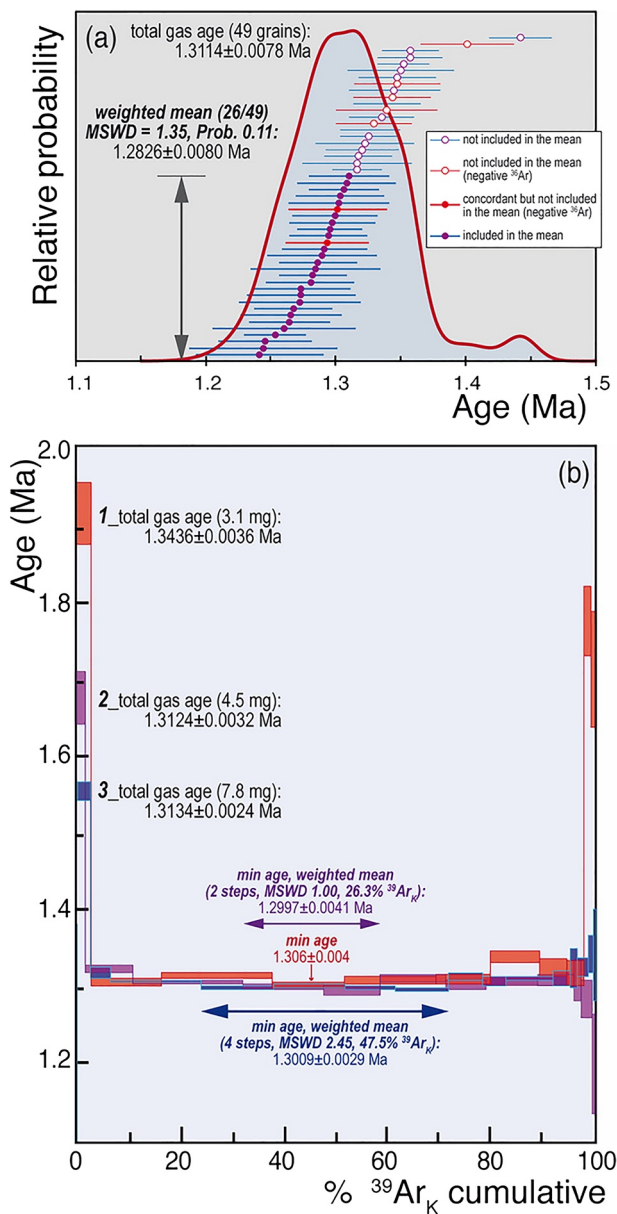 (a)
total gas age (49 grains):
1.3114±0.0078 Ma
weighted mean (26/49)
MSWD = 1.35, Prob. 0.11:
1.2826±0.0080 Ma
Relative probability
not included in the mean
not included in the mean
(negative ³⁶Ar)
concordant but not included
in the mean (negative ³⁶Ar)
included in the mean
1.1 1.2 1.3 1.4 1.5
Age (Ma)
(b)
Age (Ma)
2.0
1.8
1.6
1.4
1.2
1_total gas age (3.1 mg):
1.3436±0.0036 Ma
2_total gas age (4.5 mg):
1.3124±0.0032 Ma
3_total gas age (7.8 mg):
1.3134±0.0024 Ma
min age, weighted mean
(2 steps, MSWD 1.00, 26.3% ³⁹Arₖ):
1.2997±0.0041 Ma
min age
1.306±0.004
min age, weighted mean
(4 steps, MSWD 2.45, 47.5% ³⁹Arₖ):
1.3009±0.0029 Ma
0 20 40 60 80 100
% ³⁹Arₖ cumulative